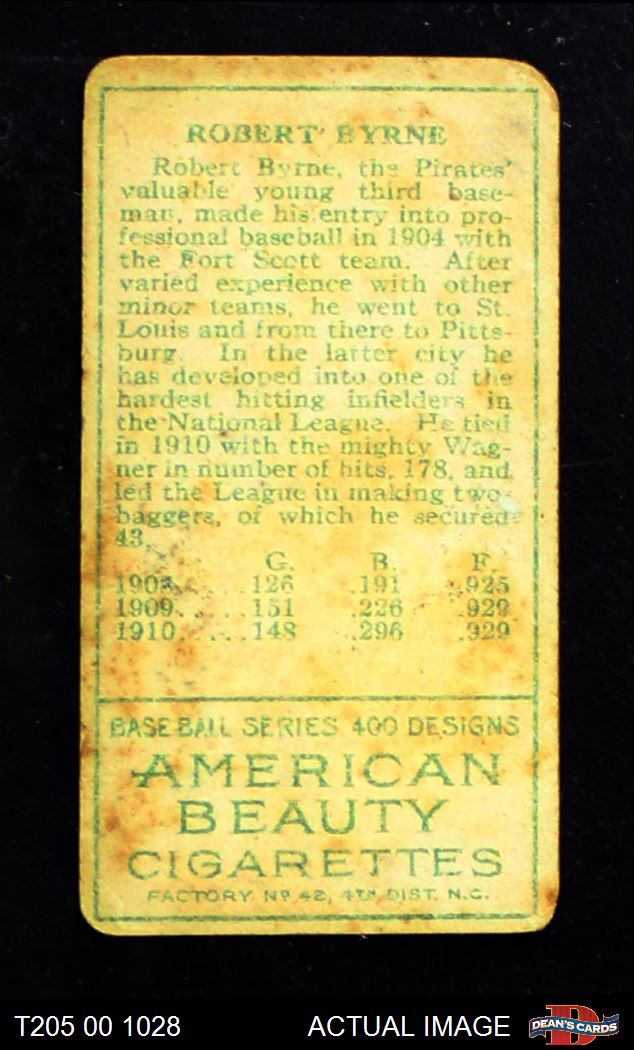 ROBERT BYRNE
Robert Byrne, the Pirates'
valuable young third base-
man, made his entry into pro-
fessional baseball in 1904 with
the Fort Scott team. After
varied experience with other
minor teams, he went to St.
Louis and from there to Pitts-
burg. In the latter city he
has developed into one of the
hardest hitting infielders in
the National League. He tied
in 1910 with the mighty Wag-
ner in number of hits, 178, and
led the League in making two-
baggers, of which he secured
43.
G. B. F.
1908.....126 .191 .925
1909.....151 .226 .929
1910.....148 .296 .929
BASE BALL SERIES 400 DESIGNS
AMERICAN
BEAUTY
CIGARETTES
FACTORY Nº 42, 4TH DIST. N.C.
T205 00 1028 ACTUAL IMAGE D DEAN'S CARDS